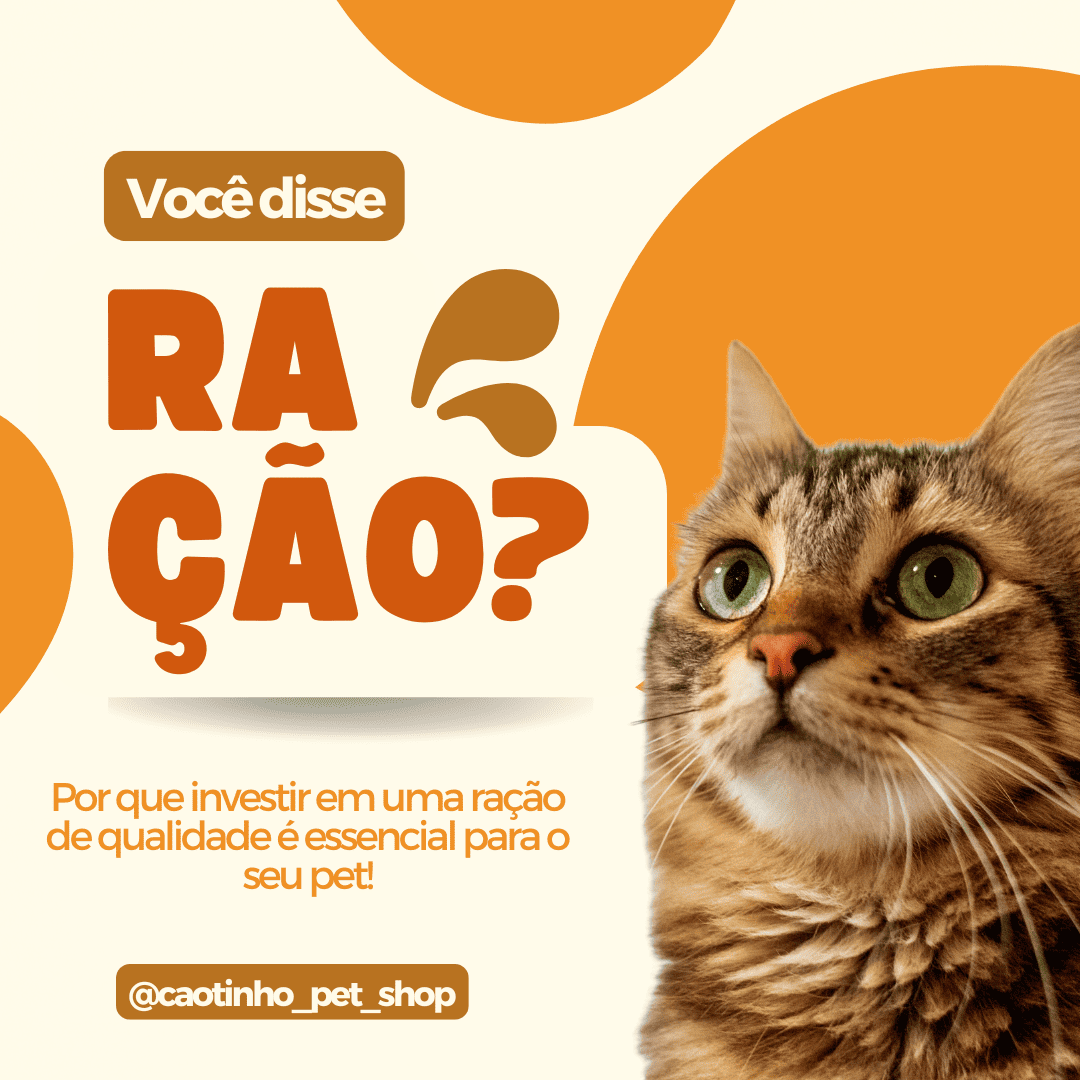 Você disse
RA
ÇÃO?
Por que investir em uma ração
de qualidade é essencial para o
seu pet!
@caotinho_pet_shop